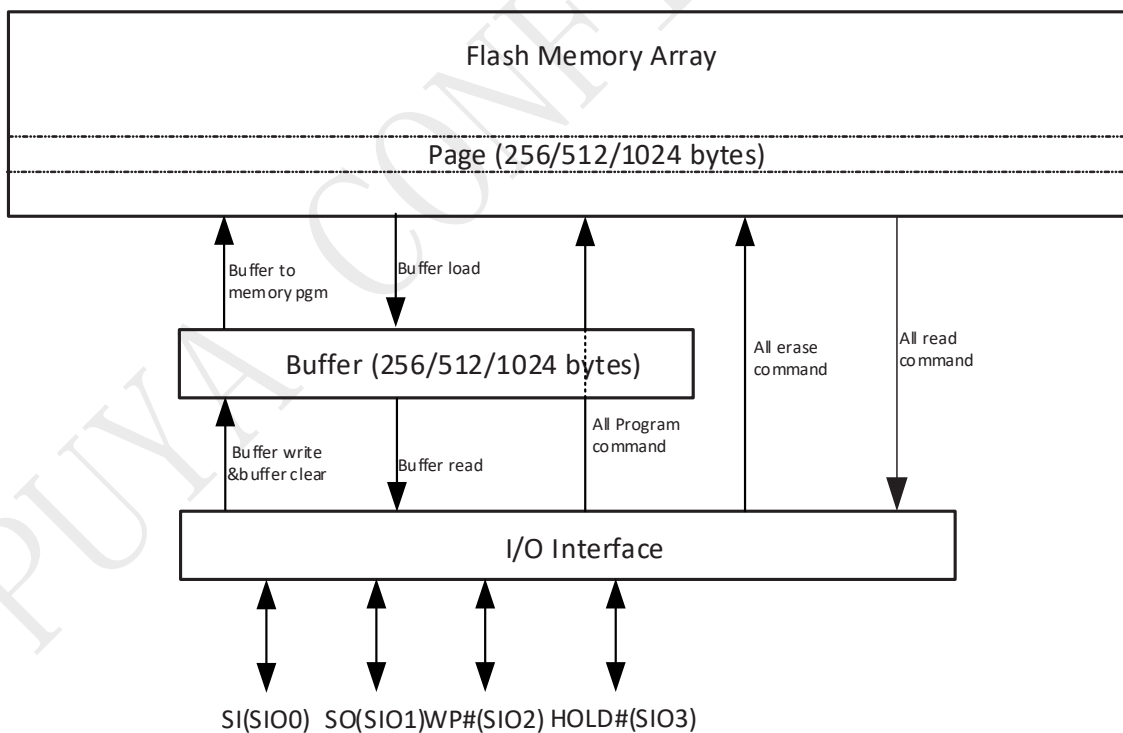 Flash Memory Array
Page (256/512/1024 bytes)
Buffer to
memory pgm
Buffer load
Buffer (256/512/1024 bytes)
All erase
command
All read
command
Buffer write
&buffer clear
Buffer read
All Program
command
I/O Interface
SI(SIO0) SO(SIO1)WP#(SIO2) HOLD#(SIO3)
PUYA